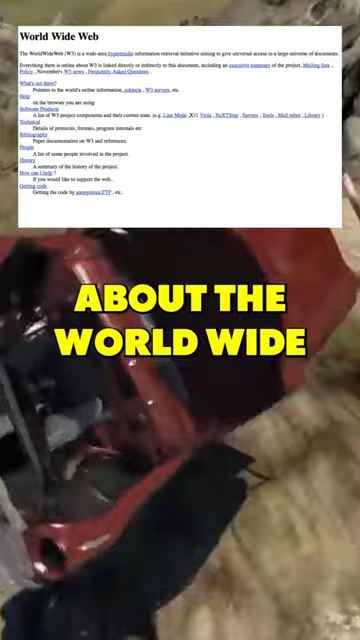 World Wide Web
The WorldWideWeb (W3) is a wide-area hypermedia information retrieval initiative aiming to give universal access to a large universe of documents.
Everything there is online about W3 is linked directly or indirectly to this document, including an executive summary of the project, Mailing lists ,
Policy , November's W3 news , Frequently Asked Questions .
What's out there?
Pointers to the world's online information, subjects , W3 servers, etc.
Help
on the browser you are using
Software Products
A list of W3 project components and their current state. (e.g. Line Mode ,X11 Viola , NeXTStep , Servers , Tools , Mail robot , Library )
Technical
Details of protocols, formats, program internals etc
Bibliography
Paper documentation on W3 and references.
People
A list of some people involved in the project.
History
A summary of the history of the project.
How can I help ?
If you would like to support the web..
Getting code
Getting the code by anonymous FTP , etc.
ABOUT THE
WORLD WIDE